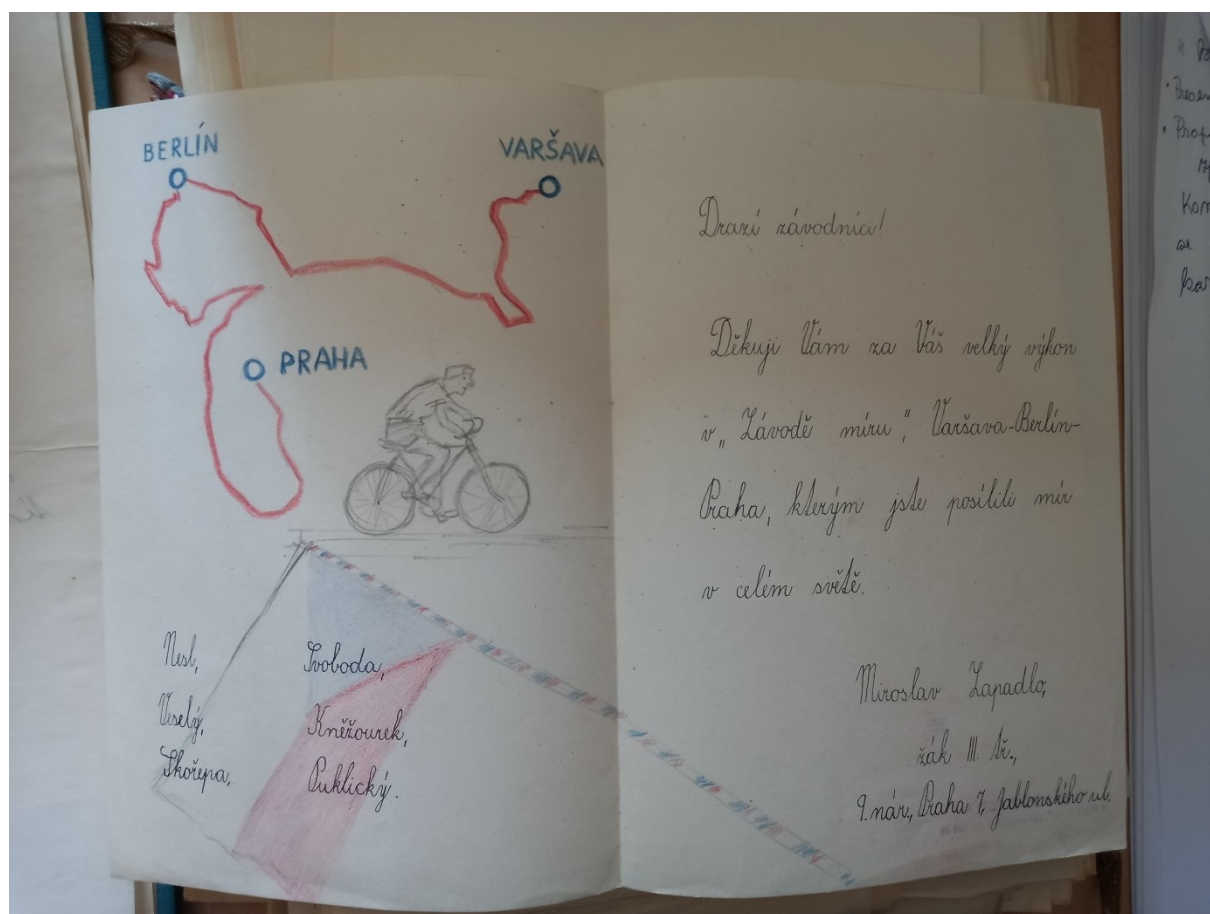 BERLÍN
VARŠAVA
PRAHA
Nesl, Svoboda,
Veselý, Kněžourek,
Skořepa, Puklický.
Drazí závodníci!
Děkuji Vám za Váš velký výkon
v „Závodě míru", Varšava-Berlín-
Praha, kterým jste posílili mír
v celém světě.
Miroslav Zapadlo,
žák III. tř.,
9. nár., Praha 7, Jablonského ul.